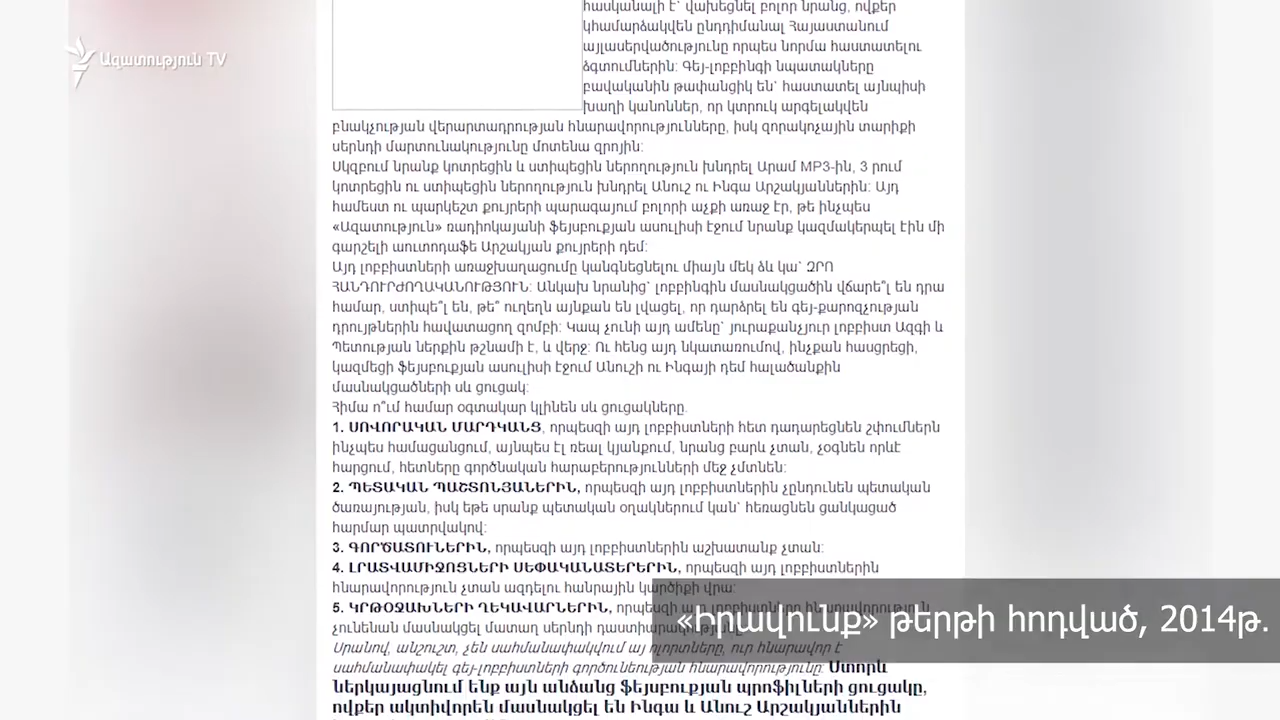 Ազատություն TV
հասկանալի է՝ վախեցնել բոլոր նրանց, ովքեր
կհամարձակվեն ընդդիմանալ Հայաստանում
այլասերվածությունը որպես նորմա հաստատելու
ձգտումներին։ Գեյ-լոբբինգի նպատակները
բավականին թափանցիկ են՝ հաստատել այնպիսի
խաղի կանոններ, որ կտրուկ արգելակվեն
բնակչության վերարտադրության հնարավորությունները, իսկ զորակոչային տարիքի
սերնդի մարտունակությունը մոտենա զրոյին։
Սկզբում նրանք կոտրեցին և ստիպեցին ներողություն խնդրել Արամ MP3-ին, 3 րում
կոտրեցին ու ստիպեցին ներողություն խնդրել Անուշ ու Ինգա Արշակյաններին։ Այդ
համեստ ու պարկեշտ քույրերի պարագայում բոլորի աչքի առաջ էր, թե ինչպես
«Ազատություն» ռադիոկայանի ֆեյսբուքյան ասուլիսի էջում նրանք կազմակերպել էին մի
գարշելի աուտոդաֆե Արշակյան քույրերի դեմ։
Այդ լոբբիստների առաջխաղացումը կանգնեցնելու միայն մեկ ձև կա՝ ԶՐՈ
ՀԱՆԴՈՒՐԺՈՂԱԿԱՆՈՒԹՅՈՒՆ։ Անկախ նրանից՝ լոբբինգին մասնակցածին վճարե՞լ են դրա
համար, ստիպե՞լ են, թե՞ ուղեղն այնքան են լվացել, որ դարձրել են գեյ-քարոզչության
դրույթներին հավատացող զոմբի։ Կապ չունի այդ ամենը՝ յուրաքանչյուր լոբբիստ Ազգի և
Պետության ներքին թշնամի է, և վերջ։ Ու հենց այդ նկատառումով, ինչքան հասցրեցի,
կազմեցի ֆեյսբուքյան ասուլիսի էջում Անուշի ու Ինգայի դեմ հալածանքին
մասնակցածների սև ցուցակ։
Հիմա ո՞ւմ համար օգտակար կլինեն սև ցուցակները.
1. ՍՈՎՈՐԱԿԱՆ ՄԱՐԴԿԱՆՑ, որպեսզի այդ լոբբիստների հետ դադարեցնեն շփումներն
ինչպես համացանցում, այնպես էլ ռեալ կյանքում, նրանց բարև չտան, չօգնեն որևէ
հարցում, հետները գործնական հարաբերությունների մեջ չմտնեն։
2. ՊԵՏԱԿԱՆ ՊԱՇՏՈՆՅԱՆԵՐԻՆ, որպեսզի այդ լոբբիստներին չընդունեն պետական
ծառայության, իսկ եթե սրանք պետական օղակներում կան՝ հեռացնեն ցանկացած
հարմար պատրվակով։
3. ԳՈՐԾԱՏՈՒՆԵՐԻՆ, որպեսզի այդ լոբբիստներին աշխատանք չտան։
4. ԼՐԱՏՎԱՄԻՋՈՑՆԵՐԻ ՍԵՓԱԿԱՆԱՏԵՐԵՐԻՆ, որպեսզի այդ լոբբիստներին
հնարավորություն չտան ազդելու հանրային կարծիքի վրա։
5. ԿՐԹՕՋԱԽՆԵՐԻ ՂԵԿԱՎԱՐՆԵՐԻՆ, որպեսզի այդ լոբբիստները հնարավորություն
չունենան մասնակցել մատաղ սերնդի դաստիարակությանը։
Սրանով, անշուշտ, չեն սահմանափակվում այն ոլորտները, ուր հնարավոր է
սահմանափակել գեյ-լոբբիստների գործունեության հնարավորությունը։ Ստորև
ներկայացնում ենք այն անձանց ֆեյսբուքյան պրոֆիլների ցուցակը,
ովքեր ակտիվորեն մասնակցել են Ինգա և Անուշ Արշակյաններին
«Իրավունք» թերթի հոդված, 2014թ.